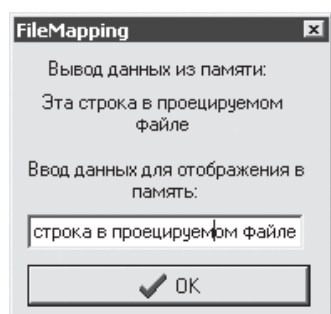 FileMapping
Вывод данных из памяти:
Эта строка в проецируемом
файле
Ввод данных для отображения в
память:
строка в проецируемом файле
OK